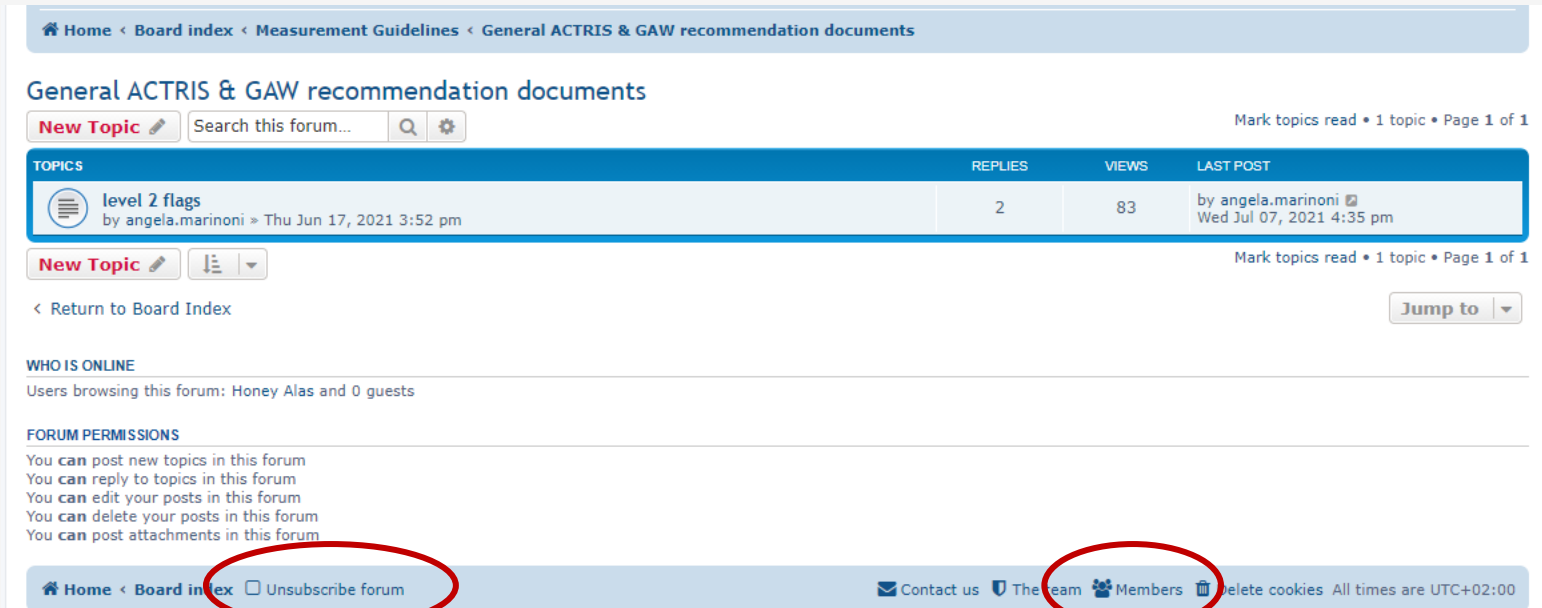 Home ‹ Board index ‹ Measurement Guidelines ‹ General ACTRIS & GAW recommendation documents
General ACTRIS & GAW recommendation documents
New Topic Search this forum… Mark topics read • 1 topic • Page 1 of 1
TOPICS REPLIES VIEWS LAST POST
level 2 flags 2 83 by angela.marinoni
by angela.marinoni » Thu Jun 17, 2021 3:52 pm Wed Jul 07, 2021 4:35 pm
New Topic Mark topics read • 1 topic • Page 1 of 1
‹ Return to Board Index Jump to
WHO IS ONLINE
Users browsing this forum: Honey Alas and 0 guests
FORUM PERMISSIONS
You can post new topics in this forum
You can reply to topics in this forum
You can edit your posts in this forum
You can delete your posts in this forum
You can post attachments in this forum
Home ‹ Board index Unsubscribe forum Contact us The team Members Delete cookies All times are UTC+02:00